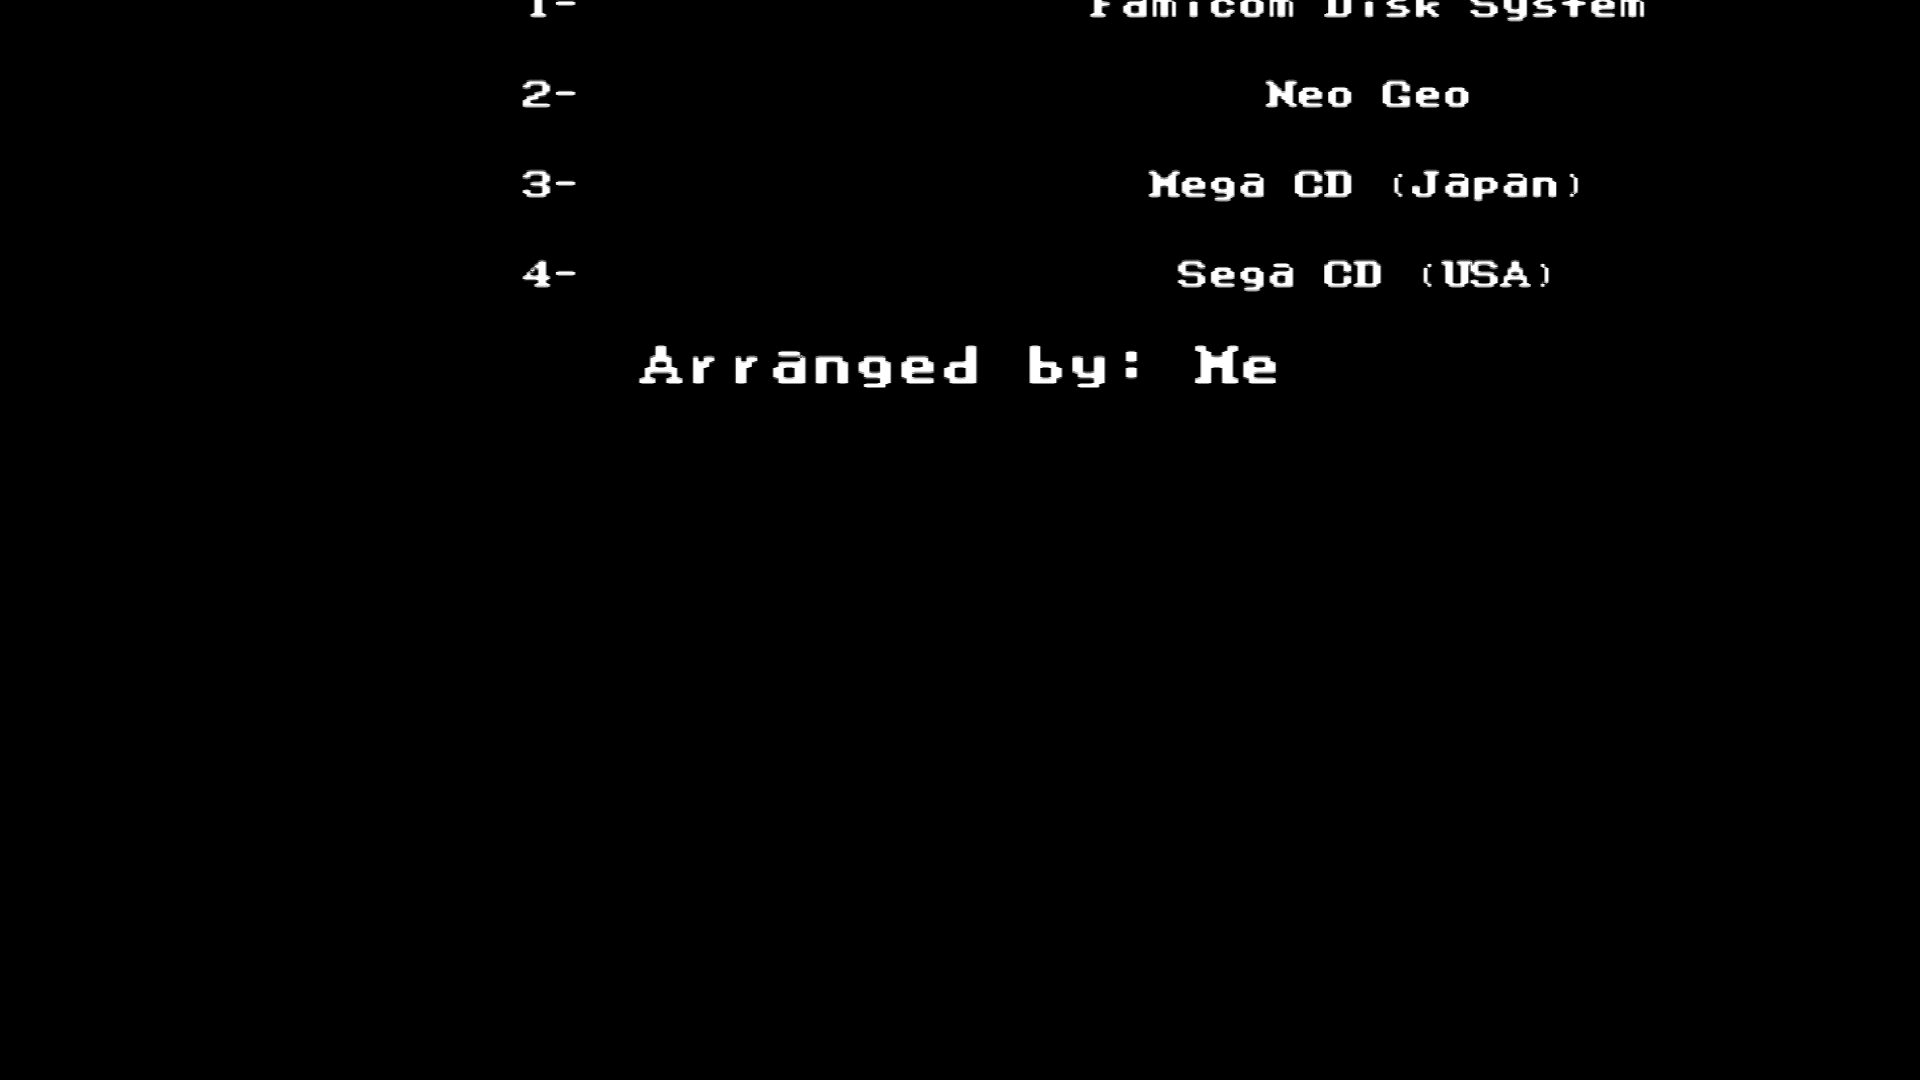 1- Famicom Disk System
2- Neo Geo
3- Mega CD (Japan)
4- Sega CD (USA)
Arranged by: Me